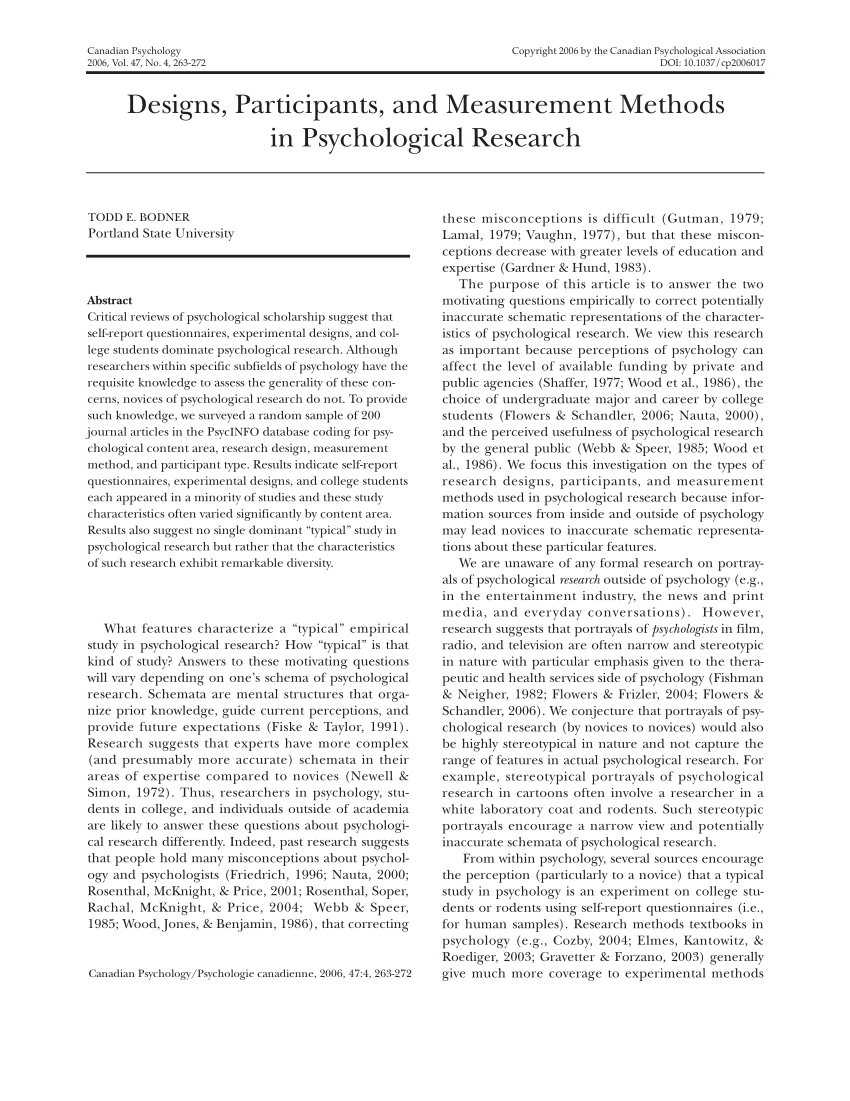 Canadian Psychology
2006, Vol. 47, No. 4, 263-272
Copyright 2006 by the Canadian Psychological Association
DOI: 10.1037/cp2006017
Designs, Participants, and Measurement Methods
in Psychological Research
TODD E. BODNER
Portland State University
Abstract
Critical reviews of psychological scholarship suggest that
self-report questionnaires, experimental designs, and col-
lege students dominate psychological research. Although
researchers within specific subfields of psychology have the
requisite knowledge to assess the generality of these con-
cerns, novices of psychological research do not. To provide
such knowledge, we surveyed a random sample of 200
journal articles in the PsycINFO database coding for psy-
chological content area, research design, measurement
method, and participant type. Results indicate self-report
questionnaires, experimental designs, and college students
each appeared in a minority of studies and these study
characteristics often varied significantly by content area.
Results also suggest no single dominant “typical” study in
psychological research but rather that the characteristics
of such research exhibit remarkable diversity.
What features characterize a “typical” empirical
study in psychological research? How “typical” is that
kind of study? Answers to these motivating questions
will vary depending on one’s schema of psychological
research. Schemata are mental structures that orga-
nize prior knowledge, guide current perceptions, and
provide future expectations (Fiske & Taylor, 1991).
Research suggests that experts have more complex
(and presumably more accurate) schemata in their
areas of expertise compared to novices (Newell &
Simon, 1972). Thus, researchers in psychology, stu-
dents in college, and individuals outside of academia
are likely to answer these questions about psychologi-
cal research differently. Indeed, past research suggests
that people hold many misconceptions about psychol-
ogy and psychologists (Friedrich, 1996; Nauta, 2000;
Rosenthal, McKnight, & Price, 2001; Rosenthal, Soper,
Rachal, McKnight, & Price, 2004; Webb & Speer,
1985; Wood, Jones, & Benjamin, 1986), that correcting
Canadian Psychology/Psychologie canadienne, 2006, 47:4, 263-272
these misconceptions is difficult (Gutman, 1979;
Lamal, 1979; Vaughn, 1977), but that these miscon-
ceptions decrease with greater levels of education and
expertise (Gardner & Hund, 1983).
The purpose of this article is to answer the two
motivating questions empirically to correct potentially
inaccurate schematic representations of the character-
istics of psychological research. We view this research
as important because perceptions of psychology can
affect the level of available funding by private and
public agencies (Shaffer, 1977; Wood et al., 1986), the
choice of undergraduate major and career by college
students (Flowers & Schandler, 2006; Nauta, 2000),
and the perceived usefulness of psychological research
by the general public (Webb & Speer, 1985; Wood et
al., 1986). We focus this investigation on the types of
research designs, participants, and measurement
methods used in psychological research because infor-
mation sources from inside and outside of psychology
may lead novices to inaccurate schematic representa-
tions about these particular features.
We are unaware of any formal research on portray-
als of psychological research outside of psychology (e.g.,
in the entertainment industry, the news and print
media, and everyday conversations). However,
research suggests that portrayals of psychologists in film,
radio, and television are often narrow and stereotypic
in nature with particular emphasis given to the thera-
peutic and health services side of psychology (Fishman
& Neigher, 1982; Flowers & Frizler, 2004; Flowers &
Schandler, 2006). We conjecture that portrayals of psy-
chological research (by novices to novices) would also
be highly stereotypical in nature and not capture the
range of features in actual psychological research. For
example, stereotypical portrayals of psychological
research in cartoons often involve a researcher in a
white laboratory coat and rodents. Such stereotypic
portrayals encourage a narrow view and potentially
inaccurate schemata of psychological research.
From within psychology, several sources encourage
the perception (particularly to a novice) that a typical
study in psychology is an experiment on college stu-
dents or rodents using self-report questionnaires (i.e.,
for human samples). Research methods textbooks in
psychology (e.g., Cozby, 2004; Elmes, Kantowitz, &
Roediger, 2003; Gravetter & Forzano, 2003) generally
give much more coverage to experimental methods